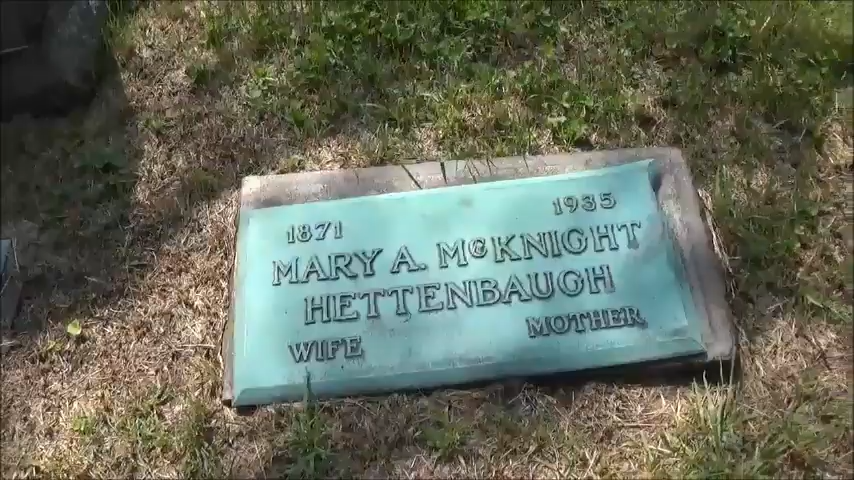 1871 1935
MARY A. McKNIGHT
HETTENBAUGH
WIFE MOTHER